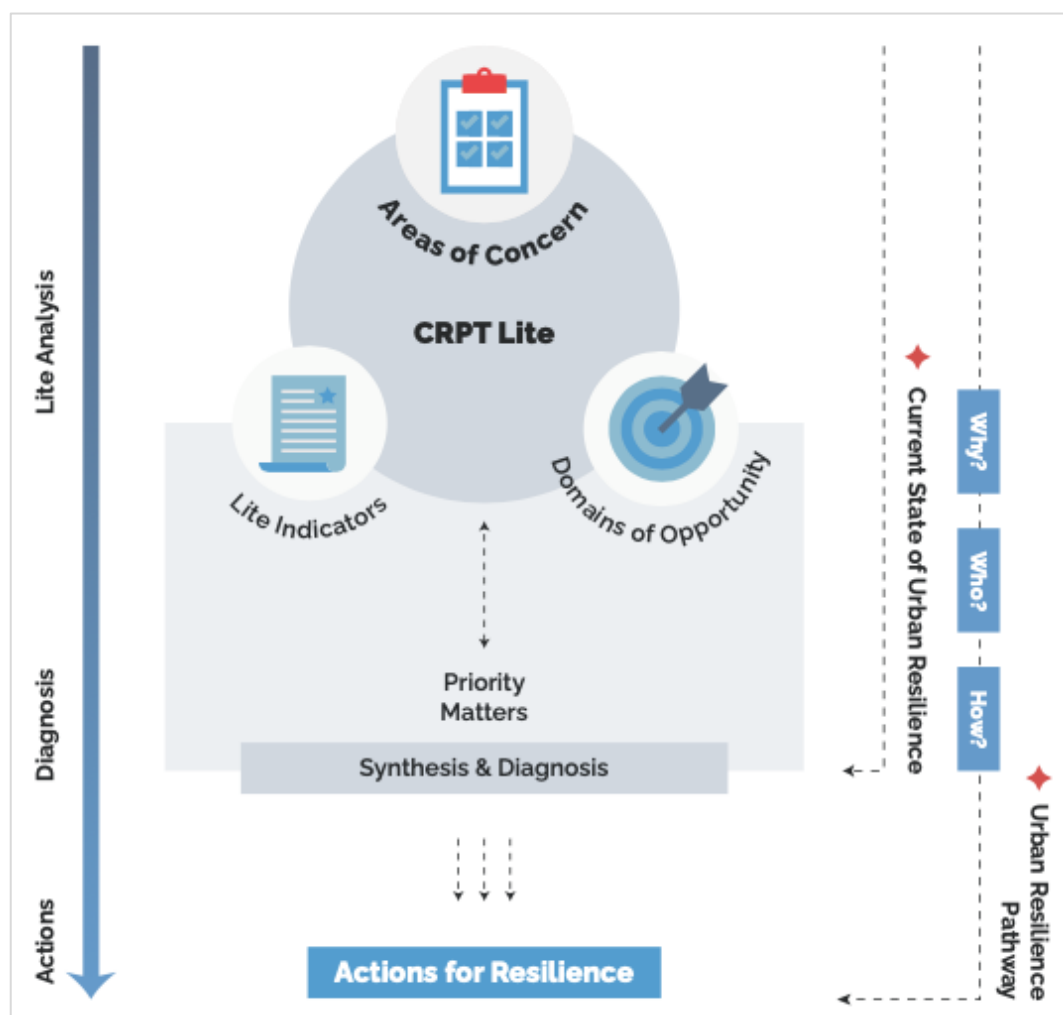 Areas of Concern
CRPT Lite
Lite Indicators
Domains of Opportunity
Priority
Matters
Synthesis & Diagnosis
Actions for Resilience
Lite Analysis
Diagnosis
Actions
Current State of Urban Resilience
Why?
Who?
How?
Urban Resilience
Pathway